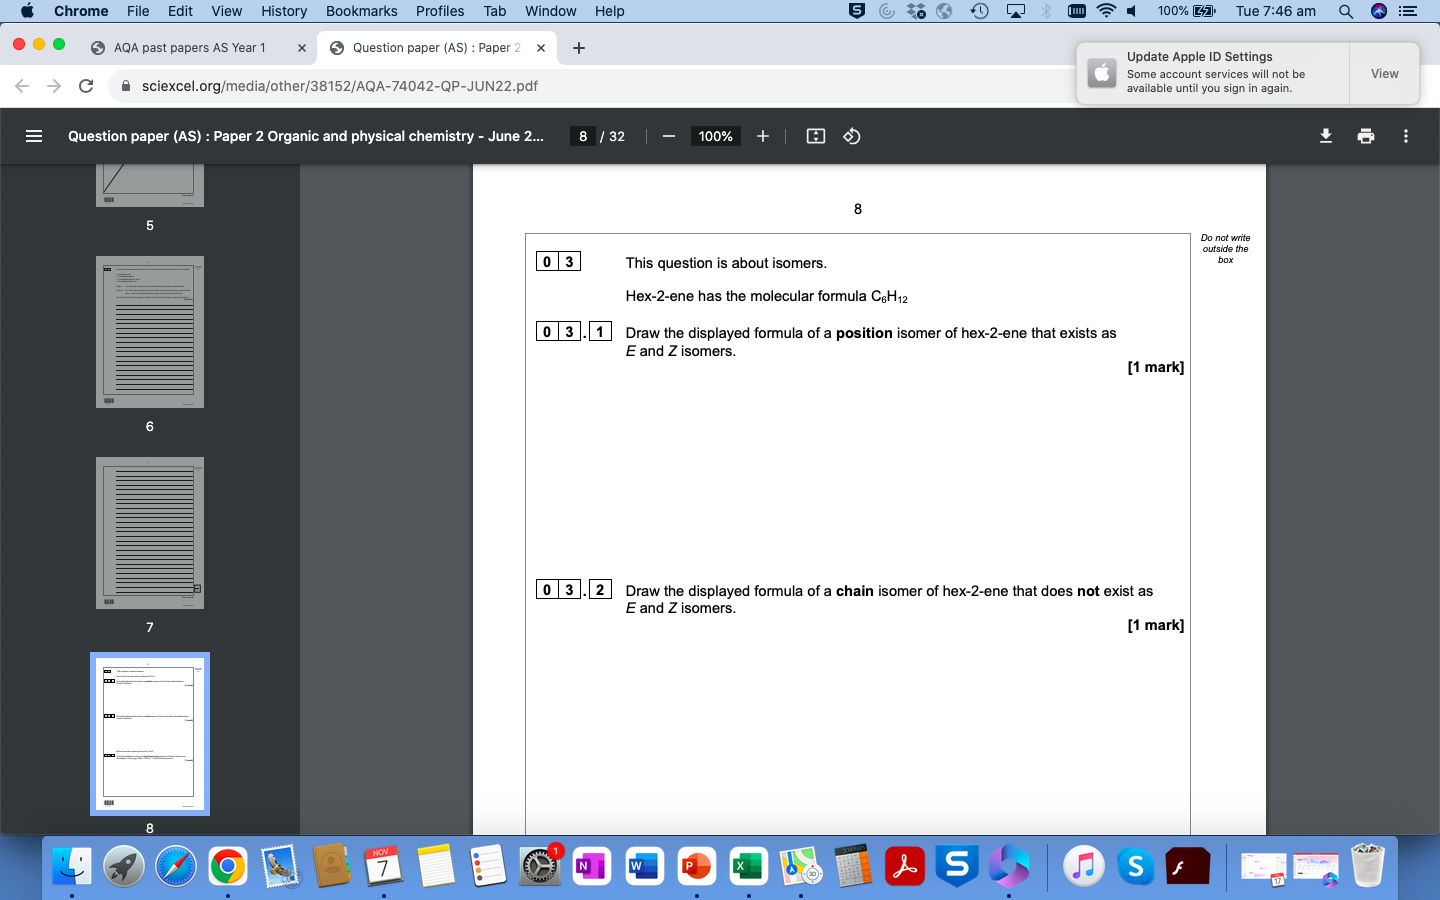 Chrome File Edit View History Bookmarks Profiles Tab Window Help 100% Tue 7:46 am
AQA past papers AS Year 1
Question paper (AS) : Paper 2
Update Apple ID Settings
Some account services will not be
available until you sign in again.
View
sciexcel.org/media/other/38152/AQA-74042-QP-JUN22.pdf
Question paper (AS) : Paper 2 Organic and physical chemistry - June 2... 8 / 32 100%
5
6
7
8
8
Do not write
outside the
box
0 3 This question is about isomers.
Hex-2-ene has the molecular formula C₆H₁₂
0 3 . 1 Draw the displayed formula of a position isomer of hex-2-ene that exists as
E and Z isomers.
[1 mark]
0 3 . 2 Draw the displayed formula of a chain isomer of hex-2-ene that does not exist as
E and Z isomers.
[1 mark]
NOV
7
1
N
W
P
X
3D
S
S
f
17